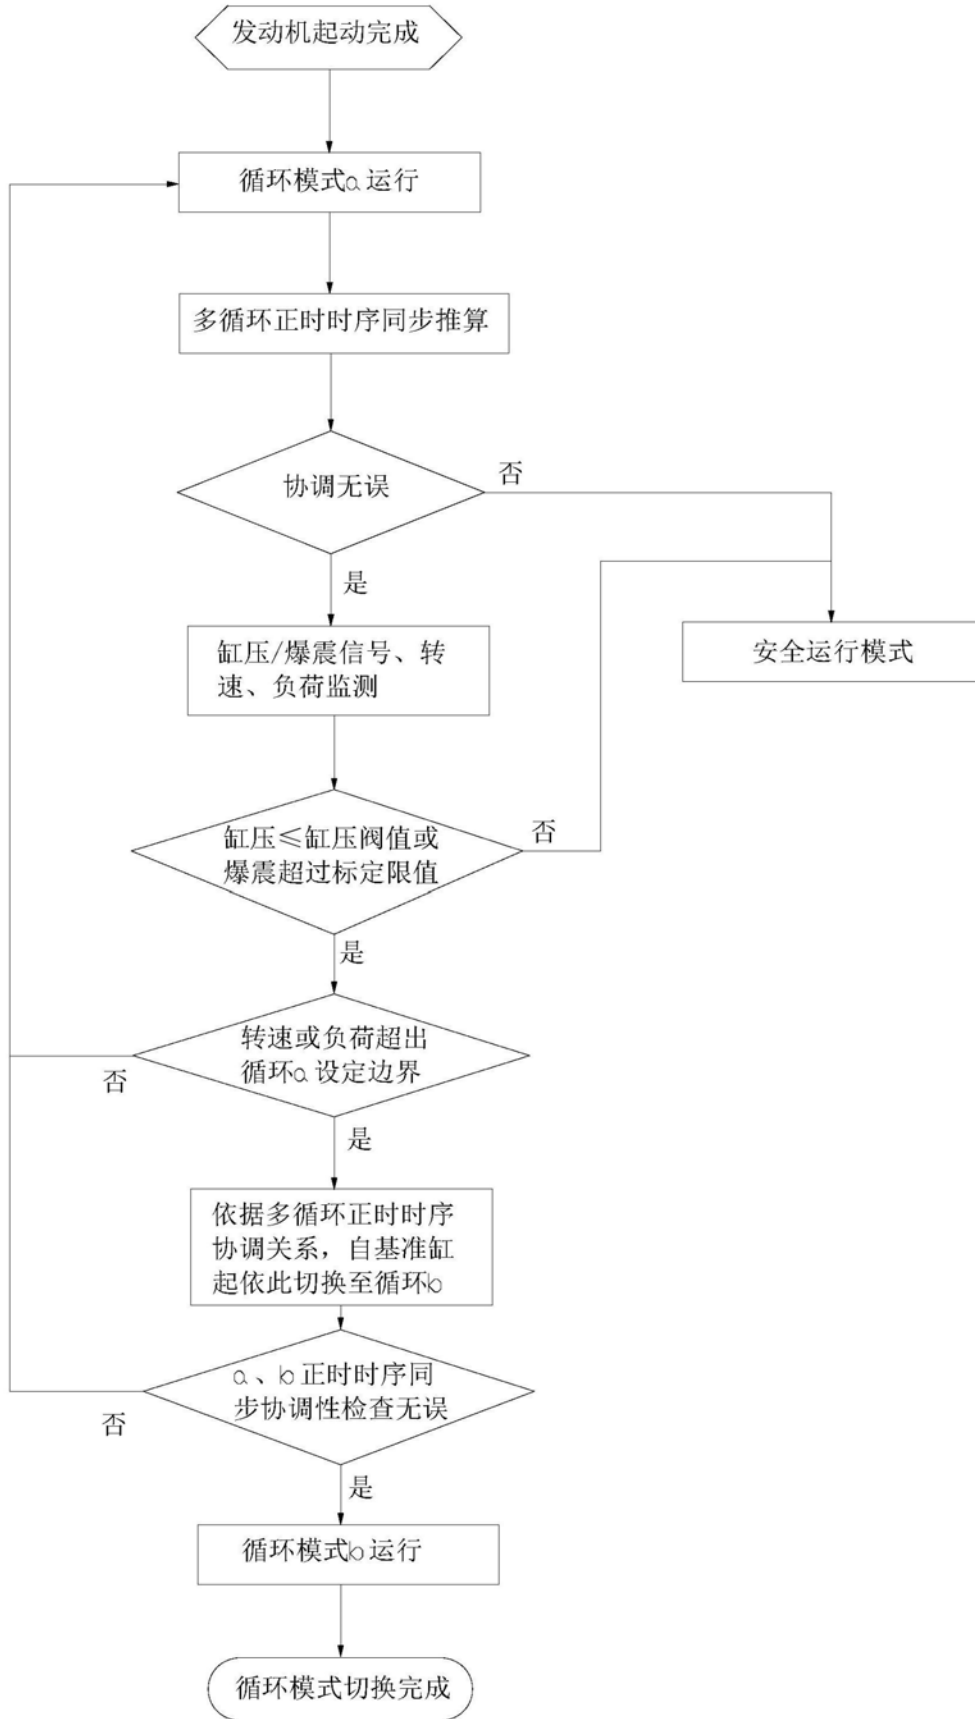 发动机起动完成
循环模式a运行
多循环正时时序同步推算
协调无误
否
是
缸压/爆震信号、转
速、负荷监测
安全运行模式
缸压≤缸压阀值或
爆震超过标定限值
否
是
转速或负荷超出
循环a设定边界
否
是
依据多循环正时时序
协调关系，自基准缸
起依此切换至循环b
a、b正时时序同
步协调性检查无误
否
是
循环模式b运行
循环模式切换完成